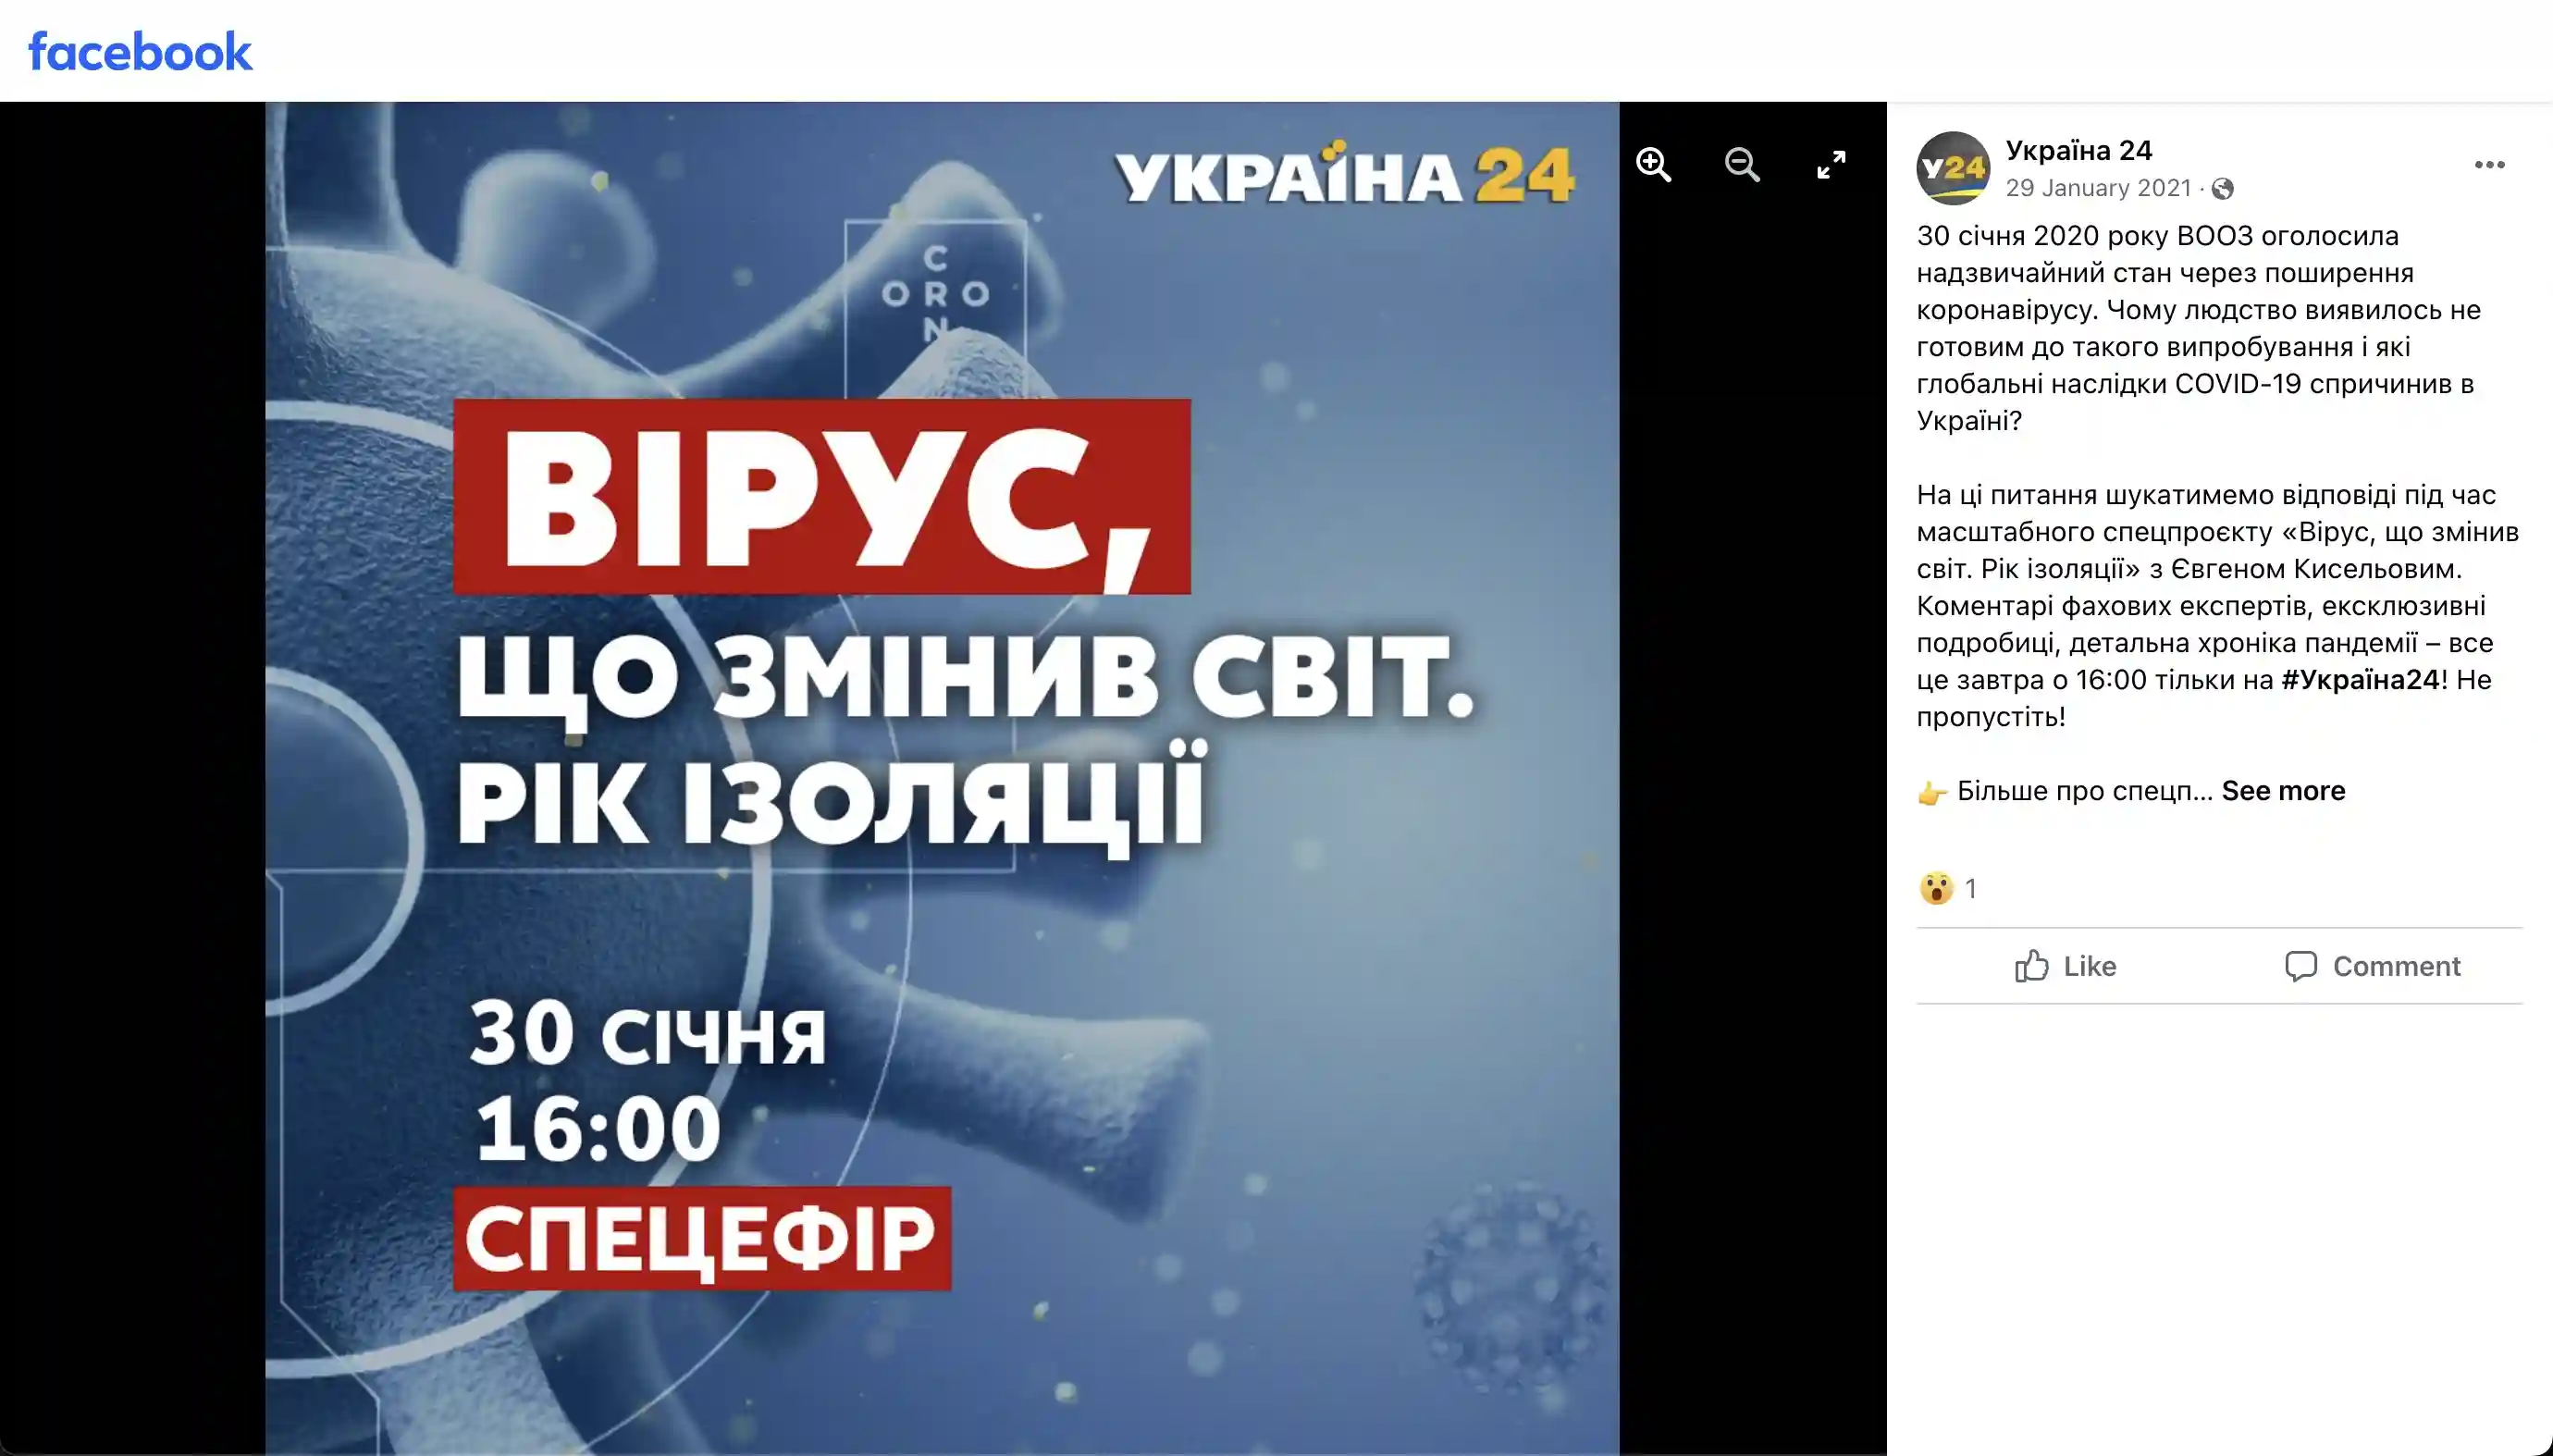 facebook
УКРАЇНА 24
C
ORO
N
ВІРУС,
ЩО ЗМІНИВ СВІТ.
РІК ІЗОЛЯЦІЇ
30 СІЧНЯ
16:00
СПЕЦЕФІР
У24
Україна 24
29 January 2021 ·
30 січня 2020 року ВООЗ оголосила
надзвичайний стан через поширення
коронавірусу. Чому людство виявилось не
готовим до такого випробування і які
глобальні наслідки COVID-19 спричинив в
Україні?
На ці питання шукатимемо відповіді під час
масштабного спецпроєкту «Вірус, що змінив
світ. Рік ізоляції» з Євгеном Кисельовим.
Коментарі фахових експертів, ексклюзивні
подробиці, детальна хроніка пандемії – все
це завтра о 16:00 тільки на #Україна24! Не
пропустіть!
👉 Більше про спецп... See more
😮 1
Like
Comment